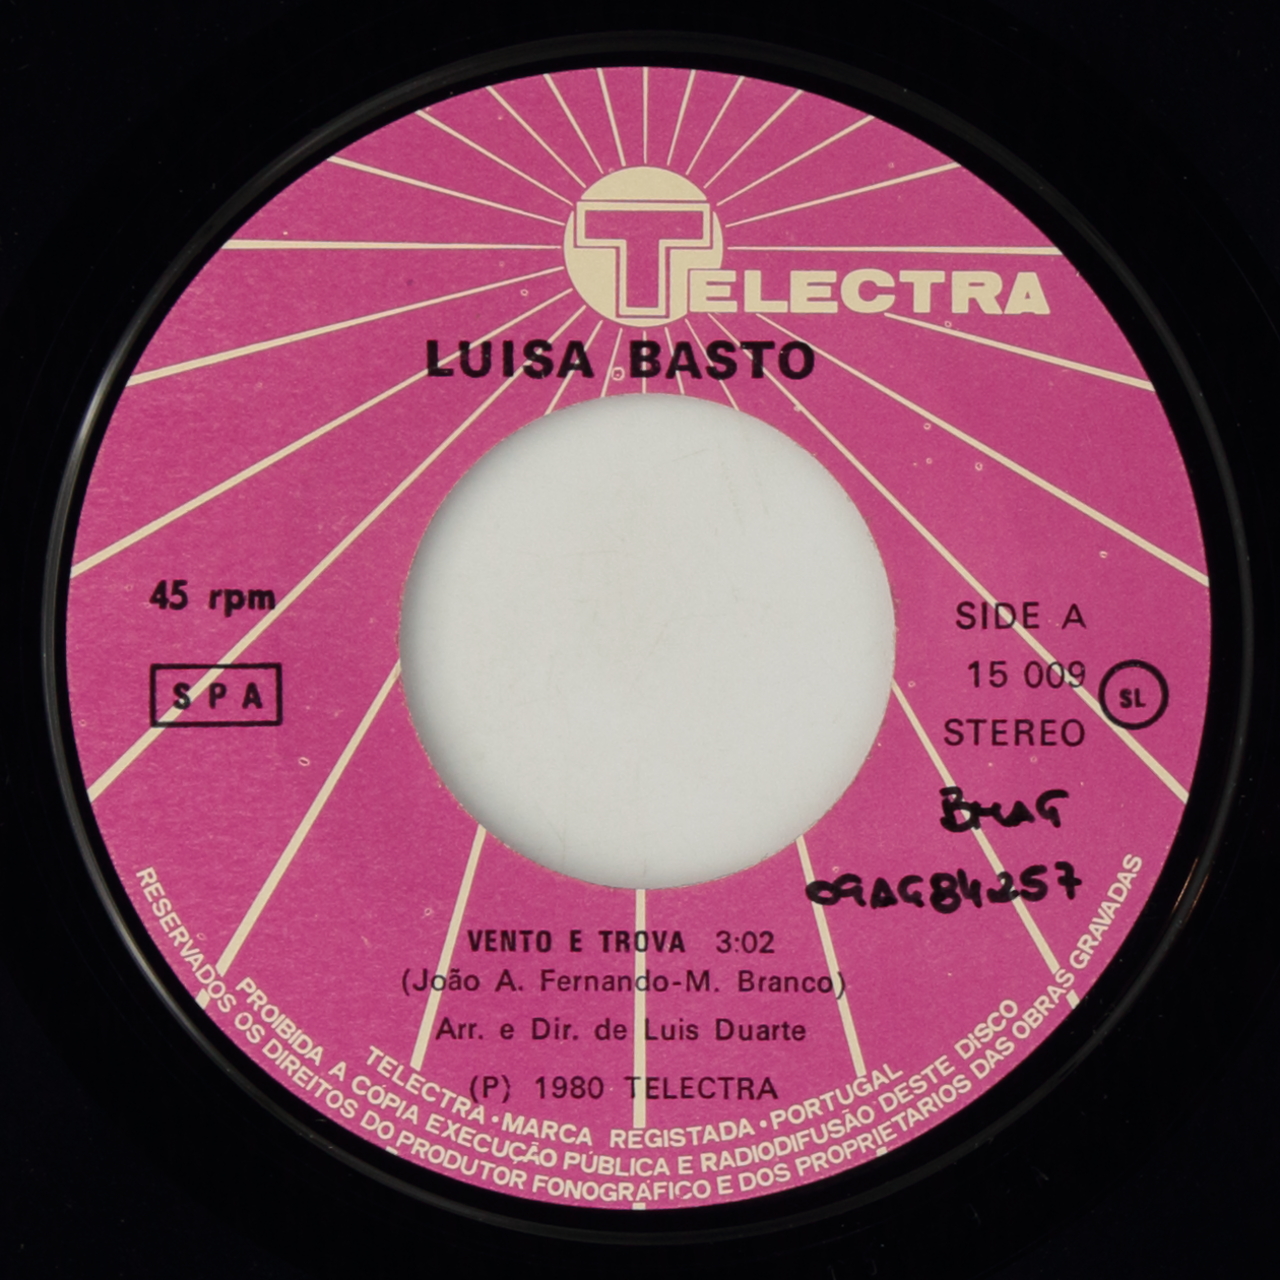 TELECTRA
LUISA BASTO
45 rpm
SPA
SIDE A
15 009
SL
STEREO
09AG84257
VENTO E TROVA 3:02
(João A. Fernando-M. Branco)
Arr. e Dir. de Luis Duarte
(P) 1980 TELECTRA
TELECTRA • MARCA REGISTADA • PORTUGAL
PROIBIDA A CÓPIA EXECUÇÃO PÚBLICA E RADIODIFUSÃO DESTE DISCO
RESERVADOS OS DIREITOS DO PRODUTOR FONOGRÁFICO E DOS PROPRIETARIOS DAS OBRAS GRAVADAS